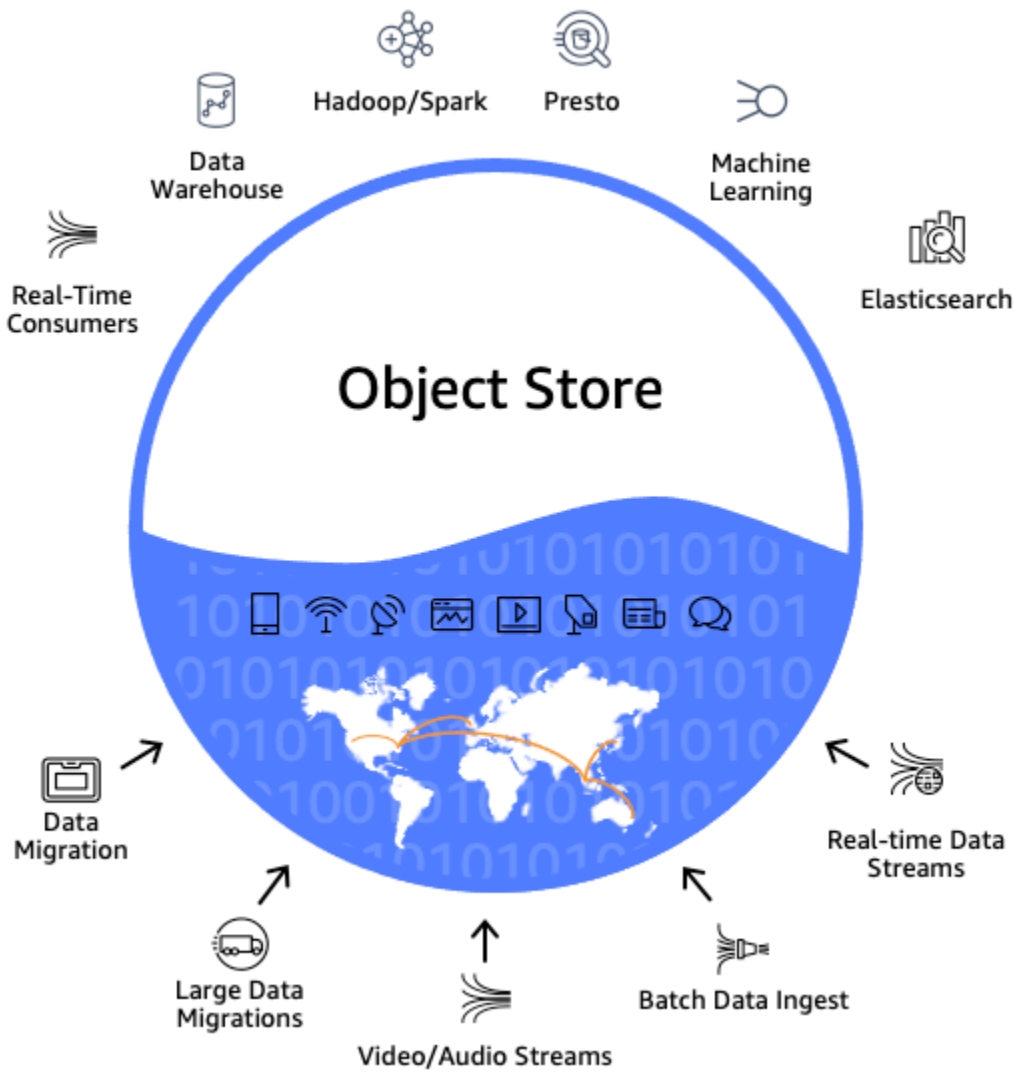 Hadoop/Spark
Presto
Data
Warehouse
Machine
Learning
Real-Time
Consumers
Elasticsearch
Object Store
1010101010101
Data
Migration
Real-time Data
Streams
Large Data
Migrations
Batch Data Ingest
Video/Audio Streams